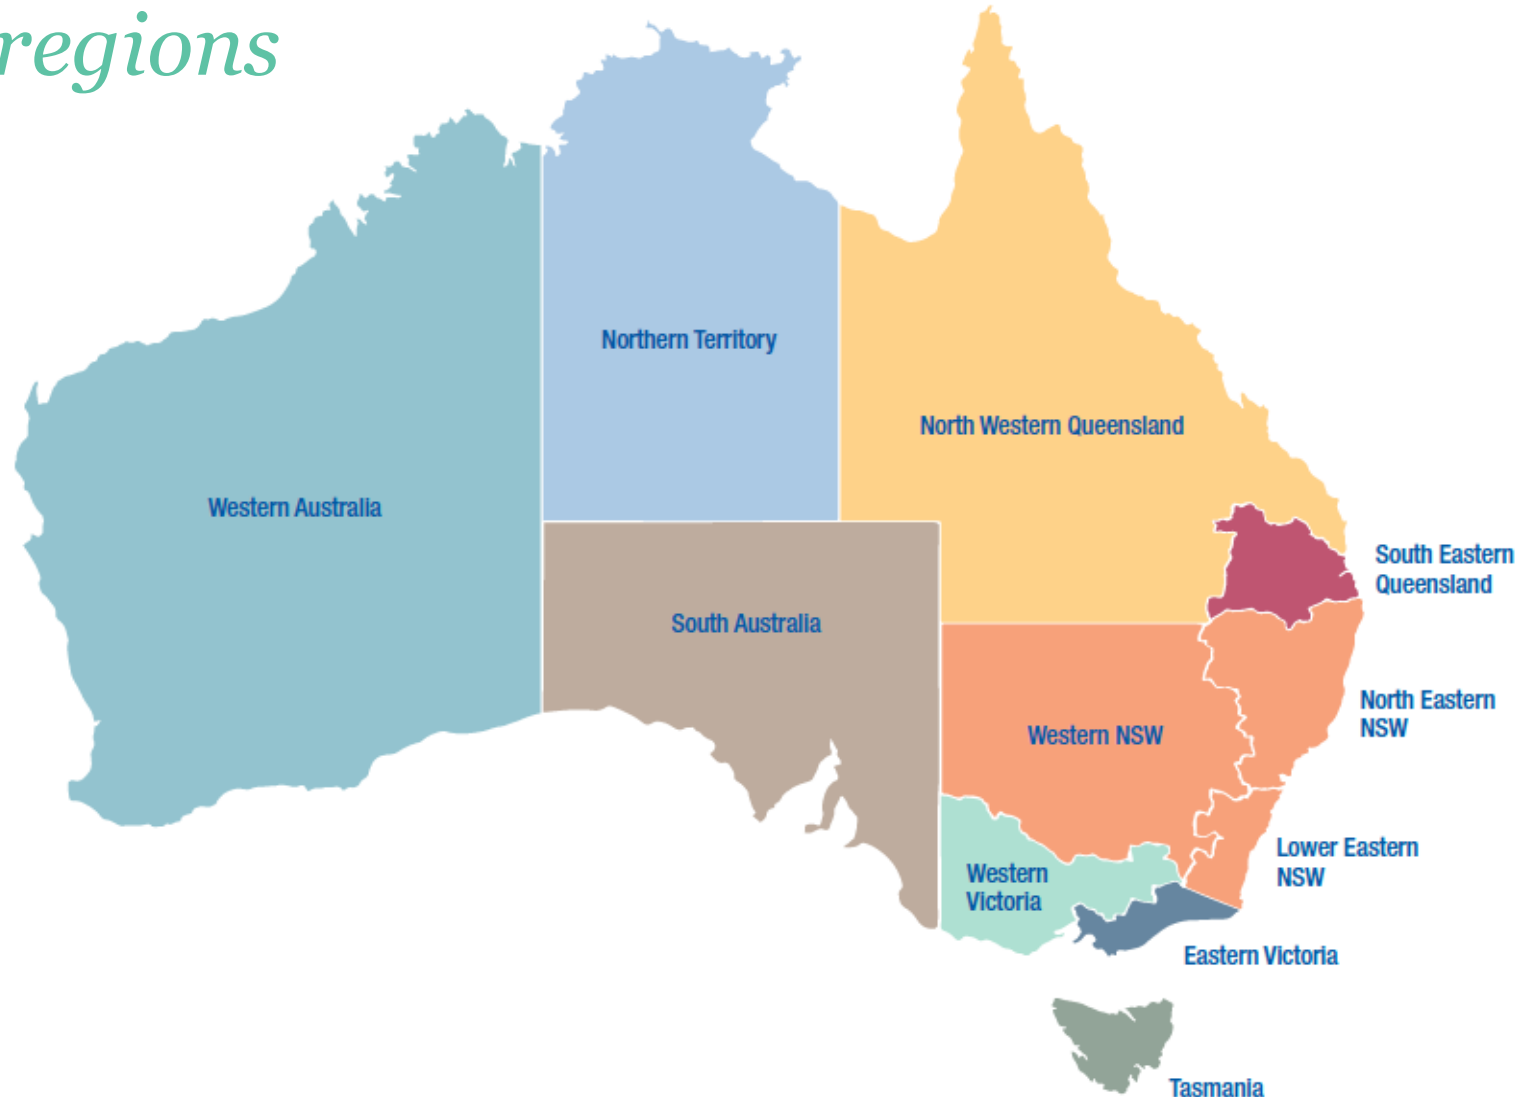 regions
Northern Territory
North Western Queensland
Western Australia
South Eastern
Queensland
South Australia
North Eastern
NSW
Western NSW
Lower Eastern
NSW
Western
Victoria
Eastern Victoria
Tasmania